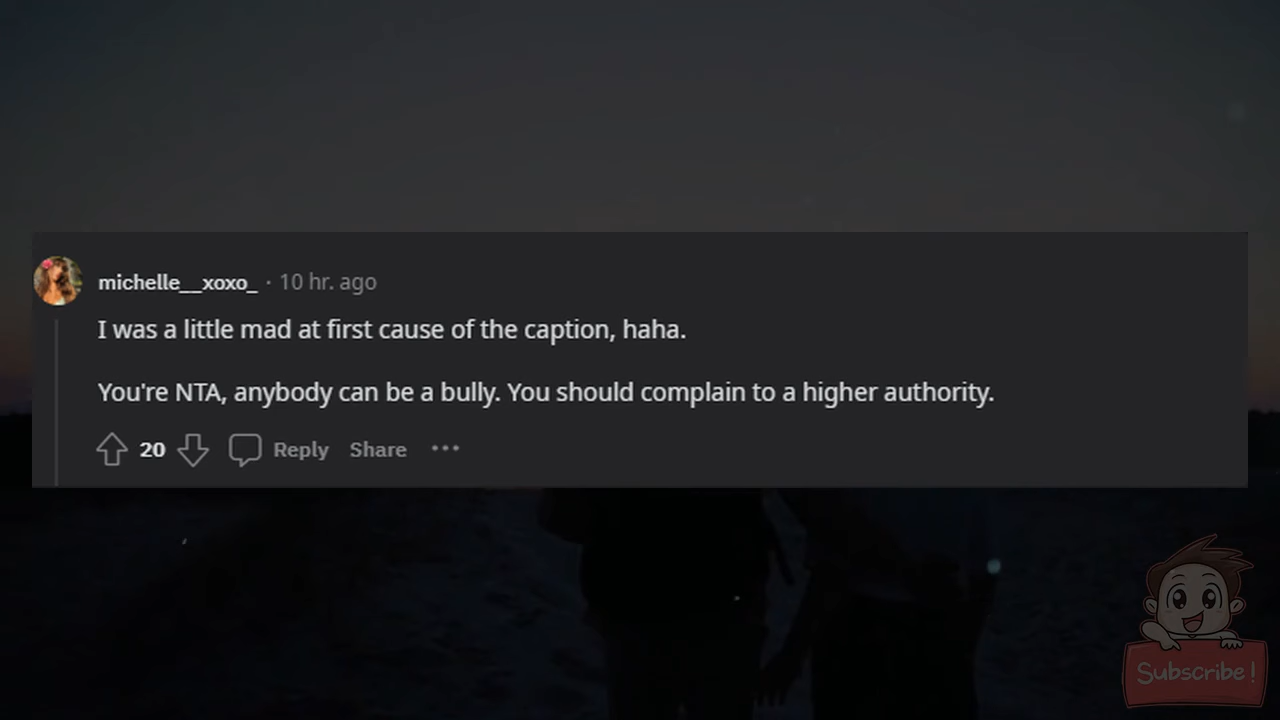 michelle__xoxo_ · 10 hr. ago
I was a little mad at first cause of the caption, haha.
You're NTA, anybody can be a bully. You should complain to a higher authority.
20 Reply Share ···
Subscribe!